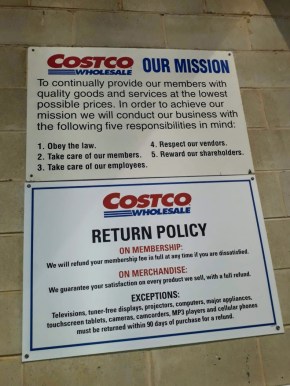 COSTCO WHOLESALE OUR MISSION
To continually provide our members with
quality goods and services at the lowest
possible prices. In order to achieve our
mission we will conduct our business with
the following five responsibilities in mind:
1. Obey the law.
2. Take care of our members.
3. Take care of our employees.
4. Respect our vendors.
5. Reward our shareholders.
COSTCO
WHOLESALE
RETURN POLICY
ON MEMBERSHIP:
We will refund your membership fee in full at any time if you are dissatisfied.
ON MERCHANDISE:
We guarantee your satisfaction on every product we sell, with a full refund.
EXCEPTIONS:
Televisions, tuner-free displays, projectors, computers, major appliances,
touchscreen tablets, cameras, camcorders, MP3 players and cellular phones
must be returned within 90 days of purchase for a refund.